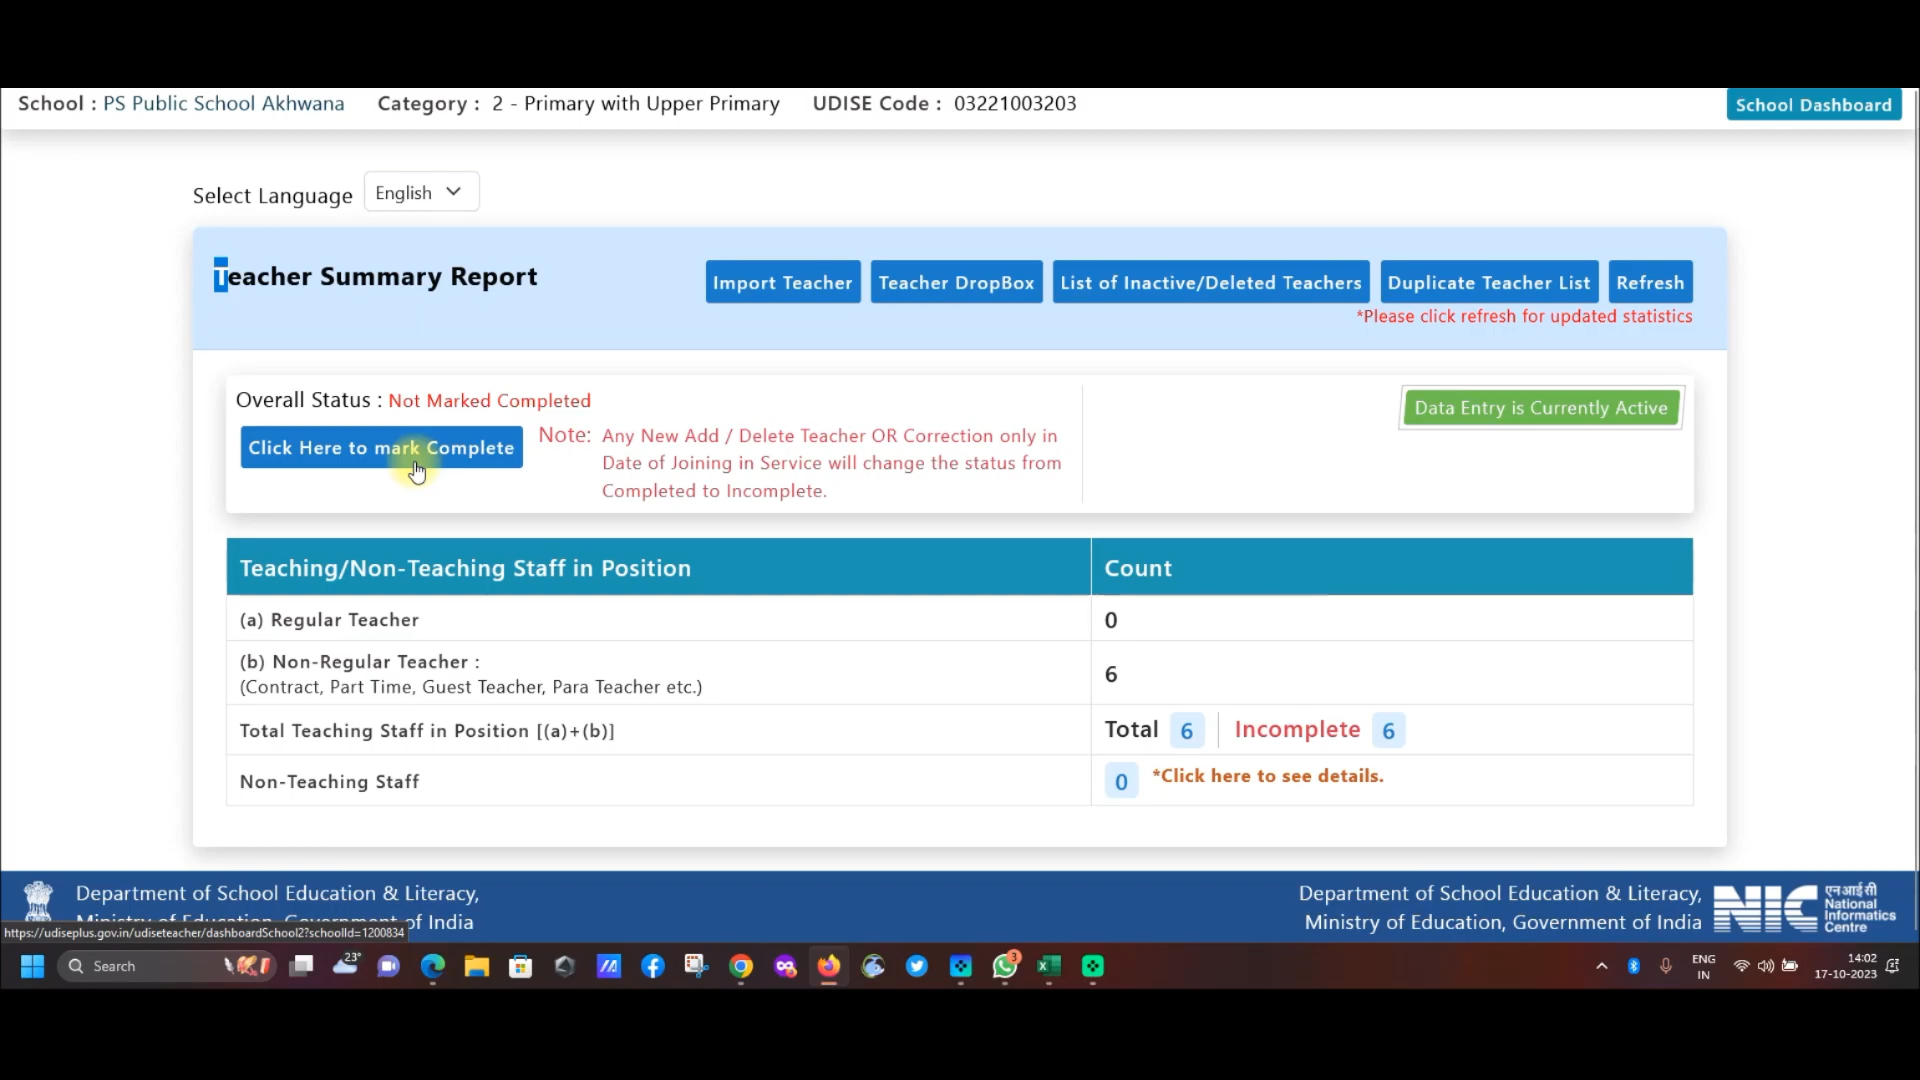 School : PS Public School Akhwana Category : 2 - Primary with Upper Primary UDISE Code : 03221003203 School Dashboard
Select Language English
Teacher Summary Report Import Teacher Teacher DropBox List of Inactive/Deleted Teachers Duplicate Teacher List Refresh
*Please click refresh for updated statistics
Overall Status : Not Marked Completed Data Entry is Currently Active
Click Here to mark Complete Note: Any New Add / Delete Teacher OR Correction only in
Date of Joining in Service will change the status from
Completed to Incomplete.
Teaching/Non-Teaching Staff in Position Count
(a) Regular Teacher 0
(b) Non-Regular Teacher : 6
(Contract, Part Time, Guest Teacher, Para Teacher etc.)
Total Teaching Staff in Position [(a)+(b)] Total 6 Incomplete 6
Non-Teaching Staff 0 *Click here to see details.
Department of School Education & Literacy,
Ministry of Education, Government of India
Department of School Education & Literacy,
Ministry of Education, Government of India
NIC एनआईसी
National
Informatics
Centre
https://udiseplus.gov.in/udiseteacher/dashboardSchool2?schoolId=1200834
Search 23° 3 ENG
IN
14:02
17-10-2023